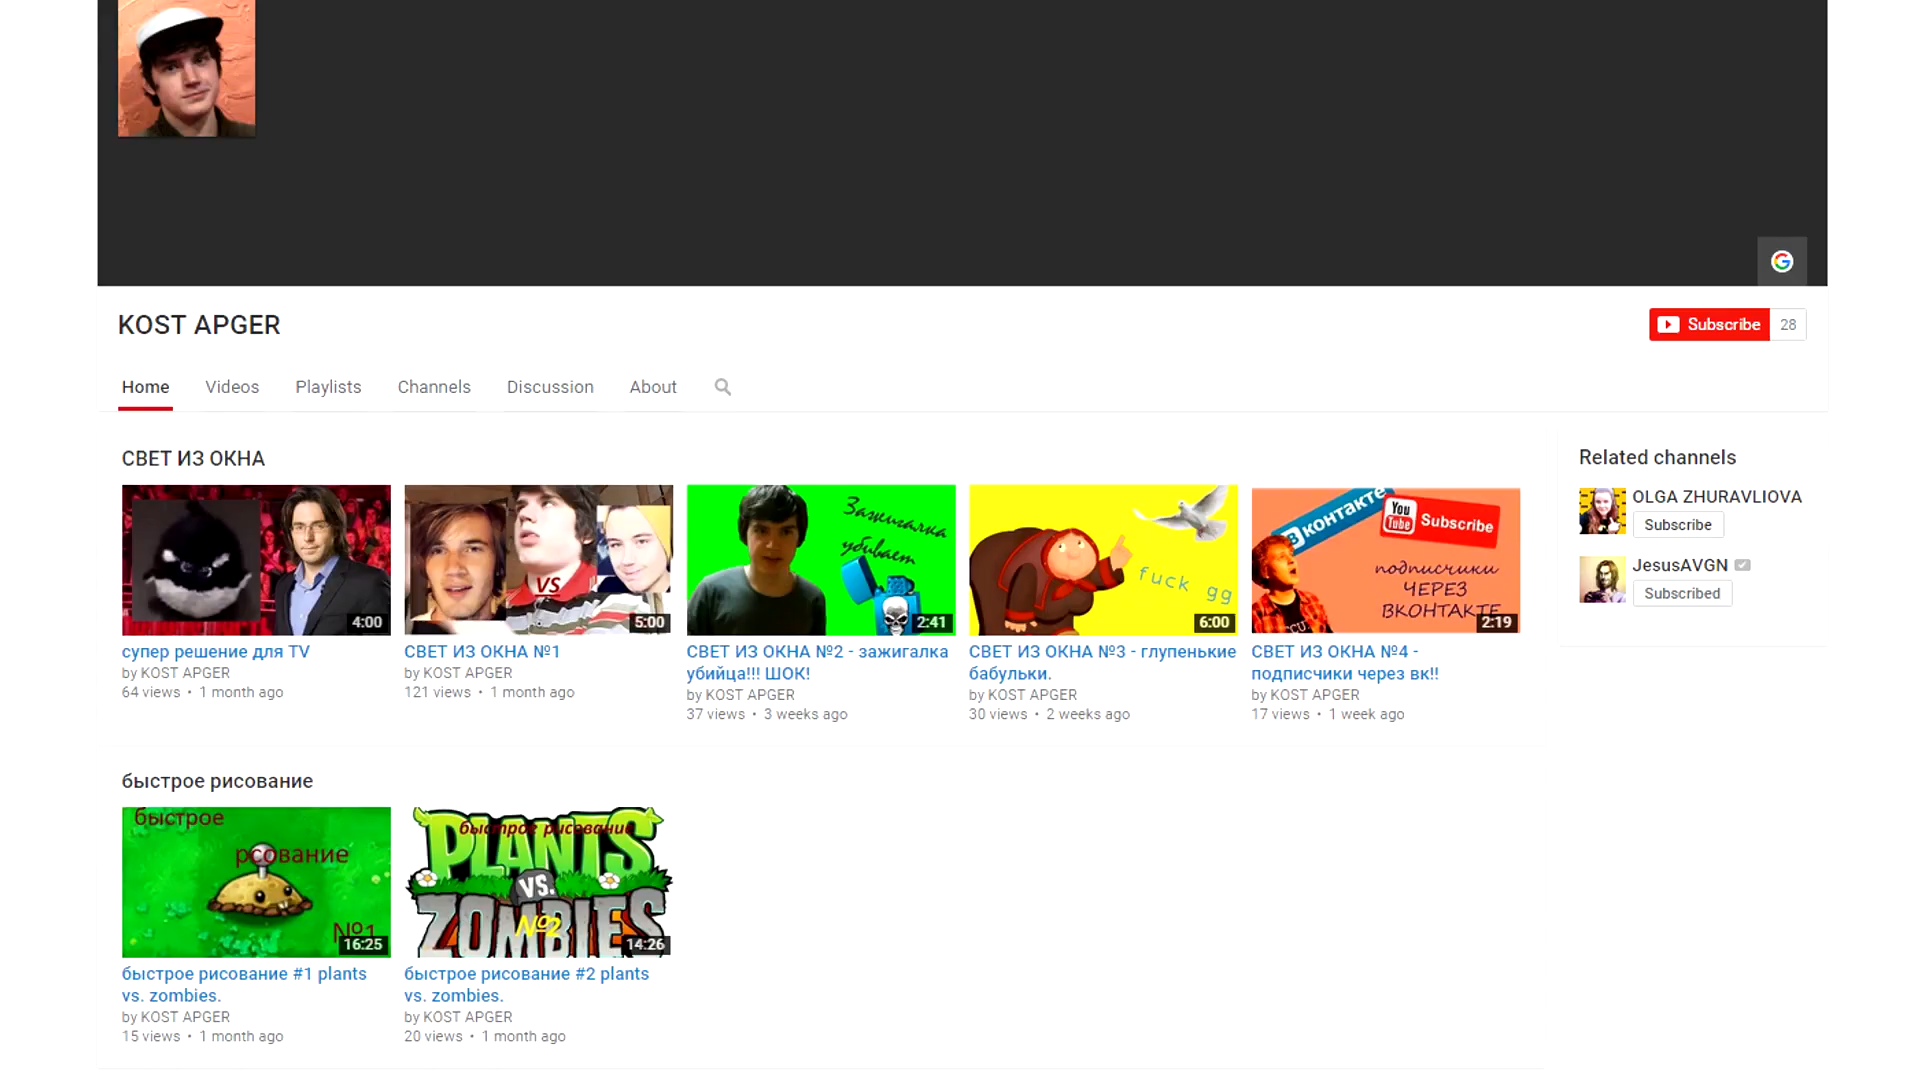 KOST APGER
Subscribe 28
Home Videos Playlists Channels Discussion About
СВЕТ ИЗ ОКНА
4:00
VS
5:00
Зажигалка
убивает
2:41
fuck gg
6:00
ВКонтакте
You
Tube
Subscribe
подписчики
ЧЕРЕЗ
ВКОНТАКТЕ
2:19
супер решение для TV
by KOST APGER
64 views • 1 month ago
СВЕТ ИЗ ОКНА №1
by KOST APGER
121 views • 1 month ago
СВЕТ ИЗ ОКНА №2 - зажигалка
убийца!!! ШОК!
by KOST APGER
37 views • 3 weeks ago
СВЕТ ИЗ ОКНА №3 - глупенькие
бабульки.
by KOST APGER
30 views • 2 weeks ago
СВЕТ ИЗ ОКНА №4 -
подписчики через вк!!
by KOST APGER
17 views • 1 week ago
Related channels
OLGA ZHURAVLIOVA
Subscribe
JesusAVGN
Subscribed
быстрое рисование
быстрое
рсование
№1
16:25
PLANTS
быстрое рисование
VS.
ZOMBIES
№2
14:26
быстрое рисование #1 plants
vs. zombies.
by KOST APGER
15 views • 1 month ago
быстрое рисование #2 plants
vs. zombies.
by KOST APGER
20 views • 1 month ago